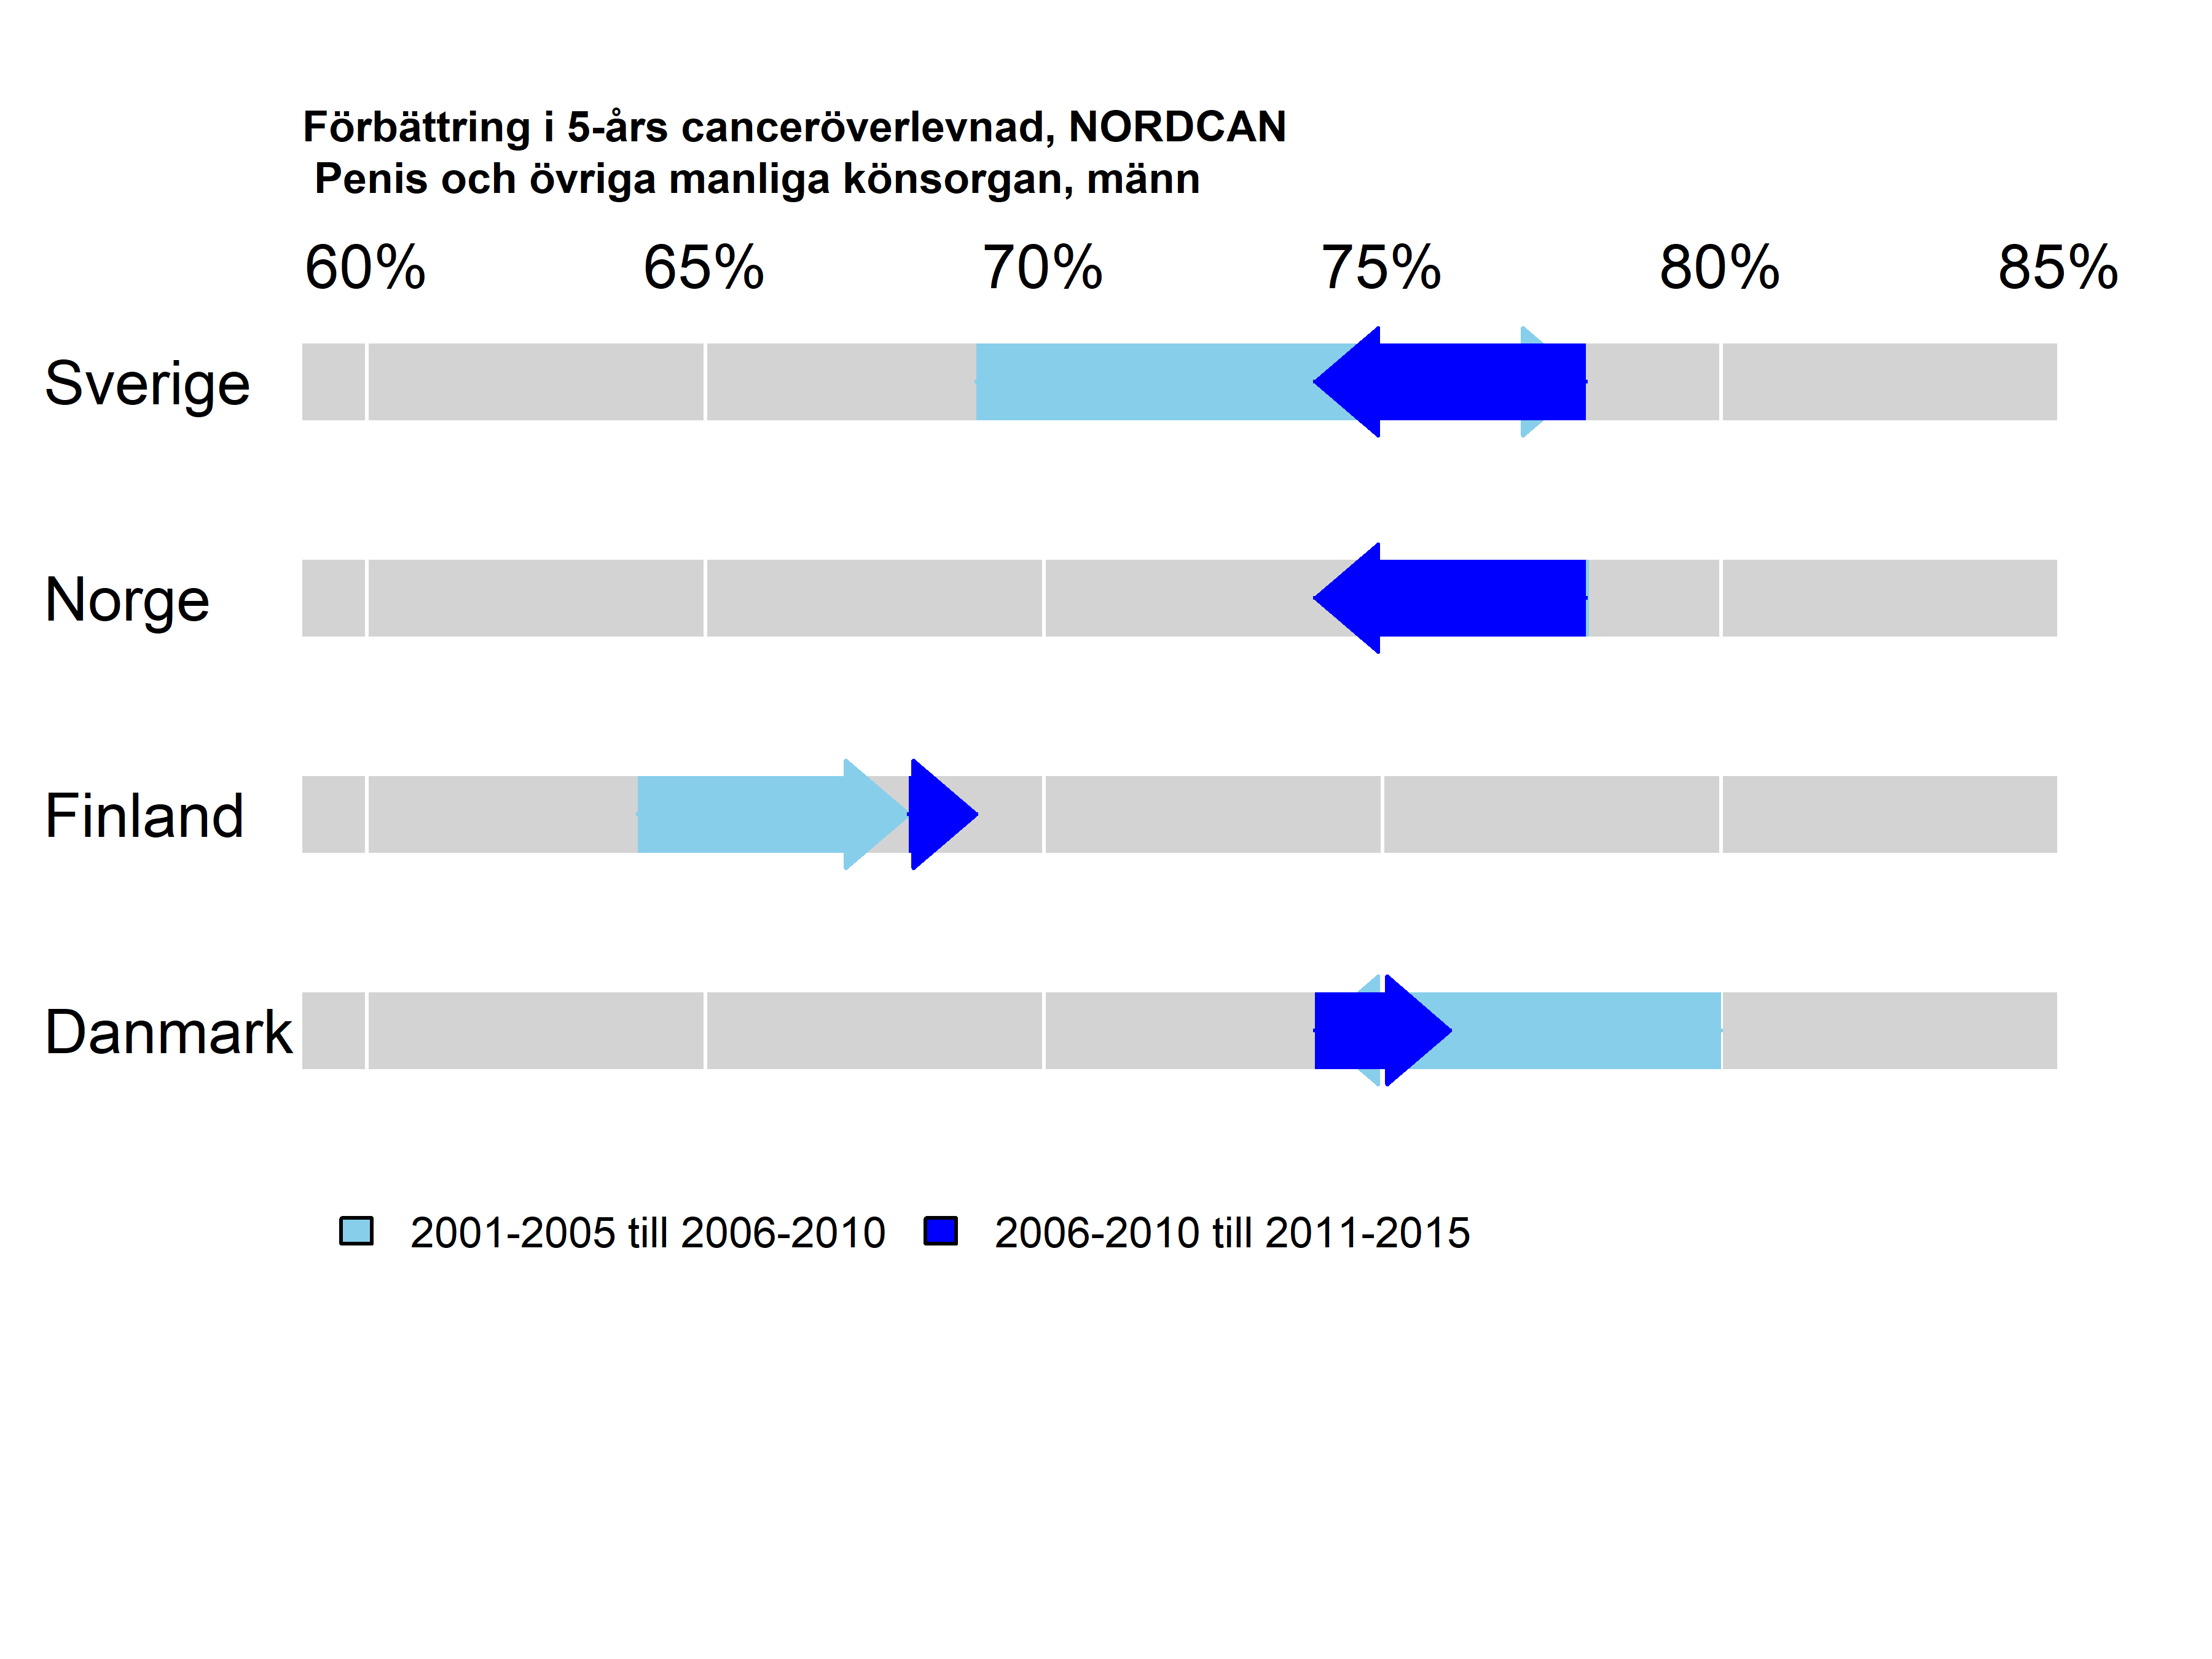 Förbättring i 5-års canceröverlevnad, NORDCAN
Penis och övriga manliga könsorgan, männ
60% 65% 70% 75% 80% 85%
Sverige
Norge
Finland
Danmark
2001-2005 till 2006-2010 2006-2010 till 2011-2015